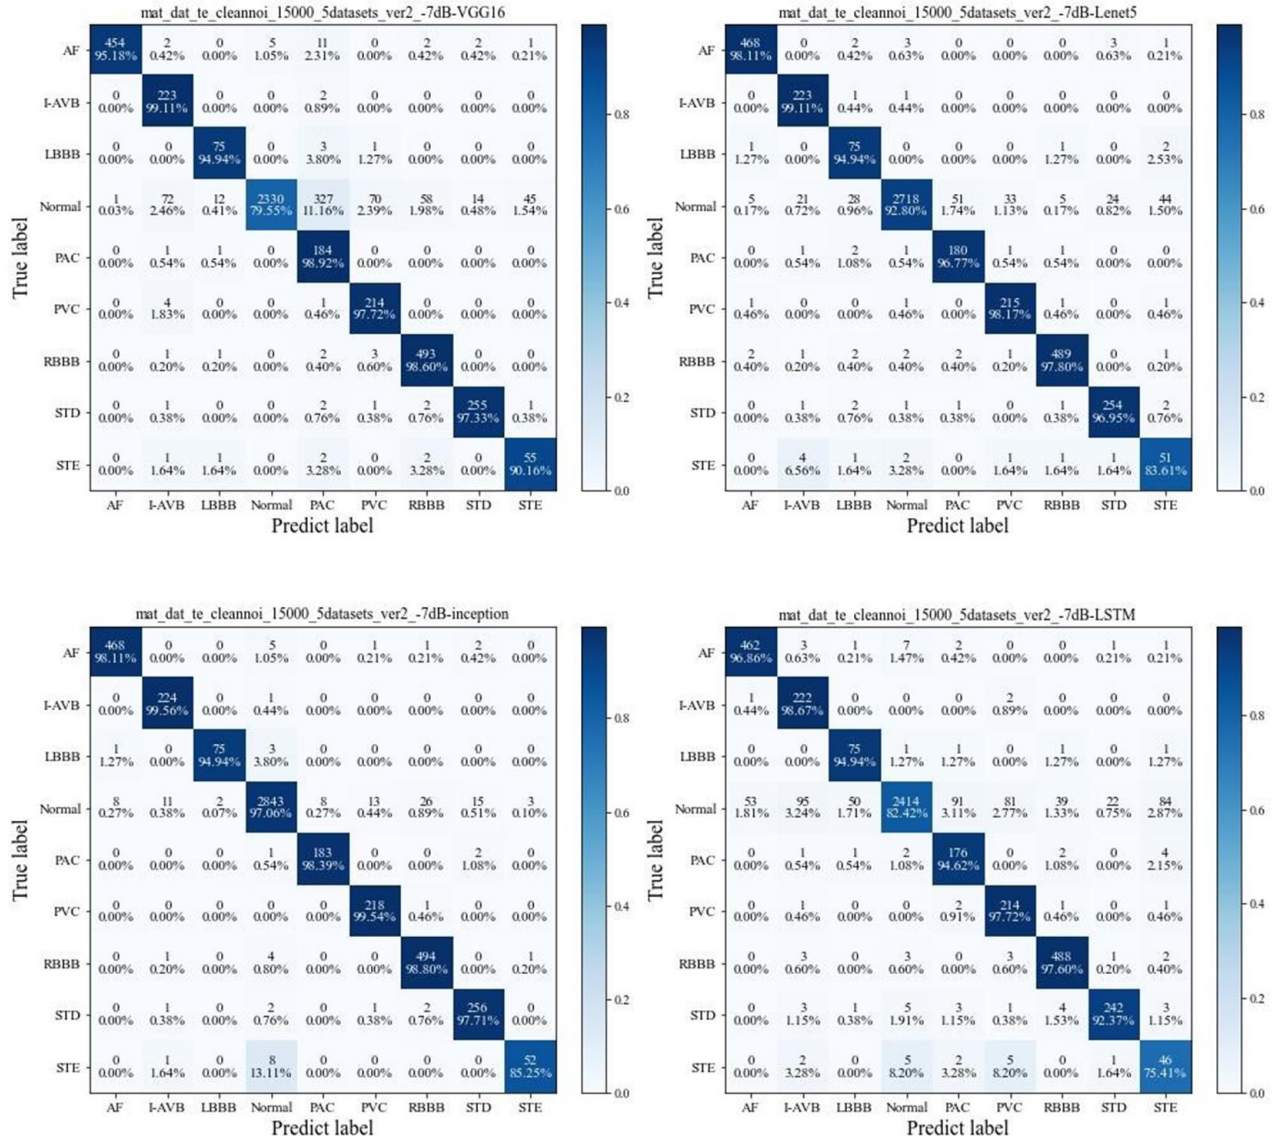 mat_dat_te_cleannoi_15000_5datasets_ver2_-7dB-VGG16
AF 454 2 0 5 11 0 2 2 1
95.18% 0.42% 0.00% 1.05% 2.31% 0.00% 0.42% 0.42% 0.21%
I-AVB 0 223 0 0 2 0 0 0 0
0.00% 99.11% 0.00% 0.00% 0.89% 0.00% 0.00% 0.00% 0.00%
LBBB 0 0 75 0 3 1 0 0 0
0.00% 0.00% 94.94% 0.00% 3.80% 1.27% 0.00% 0.00% 0.00%
Normal 1 72 12 2330 327 70 58 14 45
0.03% 2.46% 0.41% 79.55% 11.16% 2.39% 1.98% 0.48% 1.54%
PAC 0 1 1 0 184 0 0 0 0
0.00% 0.54% 0.54% 0.00% 98.92% 0.00% 0.00% 0.00% 0.00%
PVC 0 4 0 0 1 214 0 0 0
0.00% 1.83% 0.00% 0.00% 0.46% 97.72% 0.00% 0.00% 0.00%
RBBB 0 1 1 0 2 3 493 0 0
0.00% 0.20% 0.20% 0.00% 0.40% 0.60% 98.60% 0.00% 0.00%
STD 0 1 0 0 2 1 2 255 1
0.00% 0.38% 0.00% 0.00% 0.76% 0.38% 0.76% 97.33% 0.38%
STE 0 1 1 0 2 0 2 0 55
0.00% 1.64% 1.64% 0.00% 3.28% 0.00% 3.28% 0.00% 90.16%
AF I-AVB LBBB Normal PAC PVC RBBB STD STE
Predict label
True label
0.8
0.6
0.4
0.2
0.0
mat_dat_te_cleannoi_15000_5datasets_ver2_-7dB-Lenet5
AF 468 0 2 3 0 0 0 3 1
98.11% 0.00% 0.42% 0.63% 0.00% 0.00% 0.00% 0.63% 0.21%
I-AVB 0 223 1 1 0 0 0 0 0
0.00% 99.11% 0.44% 0.44% 0.00% 0.00% 0.00% 0.00% 0.00%
LBBB 1 0 75 0 0 0 1 0 2
1.27% 0.00% 94.94% 0.00% 0.00% 0.00% 1.27% 0.00% 2.53%
Normal 5 21 28 2718 51 33 5 24 44
0.17% 0.72% 0.96% 92.80% 1.74% 1.13% 0.17% 0.82% 1.50%
PAC 0 1 2 1 180 1 1 0 0
0.00% 0.54% 1.08% 0.54% 96.77% 0.54% 0.54% 0.00% 0.00%
PVC 1 0 0 1 0 215 1 0 1
0.46% 0.00% 0.00% 0.46% 0.00% 98.17% 0.46% 0.00% 0.46%
RBBB 2 1 2 2 2 1 489 0 1
0.40% 0.20% 0.40% 0.40% 0.40% 0.20% 97.80% 0.00% 0.20%
STD 0 1 2 1 1 0 1 254 2
0.00% 0.38% 0.76% 0.38% 0.38% 0.00% 0.38% 96.95% 0.76%
STE 0 4 1 2 0 1 1 1 51
0.00% 6.56% 1.64% 3.28% 0.00% 1.64% 1.64% 1.64% 83.61%
AF I-AVB LBBB Normal PAC PVC RBBB STD STE
Predict label
True label
0.8
0.6
0.4
0.2
0.0
mat_dat_te_cleannoi_15000_5datasets_ver2_-7dB-inception
AF 468 0 0 5 0 1 1 2 0
98.11% 0.00% 0.00% 1.05% 0.00% 0.21% 0.21% 0.42% 0.00%
I-AVB 0 224 0 1 0 0 0 0 0
0.00% 99.56% 0.00% 0.44% 0.00% 0.00% 0.00% 0.00% 0.00%
LBBB 1 0 75 3 0 0 0 0 0
1.27% 0.00% 94.94% 3.80% 0.00% 0.00% 0.00% 0.00% 0.00%
Normal 8 11 2 2843 8 13 26 15 3
0.27% 0.38% 0.07% 97.06% 0.27% 0.44% 0.89% 0.51% 0.10%
PAC 0 0 0 1 183 0 0 2 0
0.00% 0.00% 0.00% 0.54% 98.39% 0.00% 0.00% 1.08% 0.00%
PVC 0 0 0 0 0 218 1 0 0
0.00% 0.00% 0.00% 0.00% 0.00% 99.54% 0.46% 0.00% 0.00%
RBBB 0 1 0 4 0 0 494 0 1
0.00% 0.20% 0.00% 0.80% 0.00% 0.00% 98.80% 0.00% 0.20%
STD 0 1 0 2 0 1 2 256 0
0.00% 0.38% 0.00% 0.76% 0.00% 0.38% 0.76% 97.71% 0.00%
STE 0 1 0 8 0 0 0 0 52
0.00% 1.64% 0.00% 13.11% 0.00% 0.00% 0.00% 0.00% 85.25%
AF I-AVB LBBB Normal PAC PVC RBBB STD STE
Predict label
True label
0.8
0.6
0.4
0.2
0.0
mat_dat_te_cleannoi_15000_5datasets_ver2_-7dB-LSTM
AF 462 3 1 7 2 0 0 1 1
96.86% 0.63% 0.21% 1.47% 0.42% 0.00% 0.00% 0.21% 0.21%
I-AVB 1 222 0 0 0 2 0 0 0
0.44% 98.67% 0.00% 0.00% 0.00% 0.89% 0.00% 0.00% 0.00%
LBBB 0 0 75 1 1 0 1 0 1
0.00% 0.00% 94.94% 1.27% 1.27% 0.00% 1.27% 0.00% 1.27%
Normal 53 95 50 2414 91 81 39 22 84
1.81% 3.24% 1.71% 82.42% 3.11% 2.77% 1.33% 0.75% 2.87%
PAC 0 1 1 2 176 0 2 0 4
0.00% 0.54% 0.54% 1.08% 94.62% 0.00% 1.08% 0.00% 2.15%
PVC 0 1 0 0 2 214 1 0 1
0.00% 0.46% 0.00% 0.00% 0.91% 97.72% 0.46% 0.00% 0.46%
RBBB 0 3 0 3 0 3 488 1 2
0.00% 0.60% 0.00% 0.60% 0.00% 0.60% 97.60% 0.20% 0.40%
STD 0 3 1 5 3 1 4 242 3
0.00% 1.15% 0.38% 1.91% 1.15% 0.38% 1.53% 92.37% 1.15%
STE 0 2 0 5 2 5 0 1 46
0.00% 3.28% 0.00% 8.20% 3.28% 8.20% 0.00% 1.64% 75.41%
AF I-AVB LBBB Normal PAC PVC RBBB STD STE
Predict label
True label
0.8
0.6
0.4
0.2
0.0